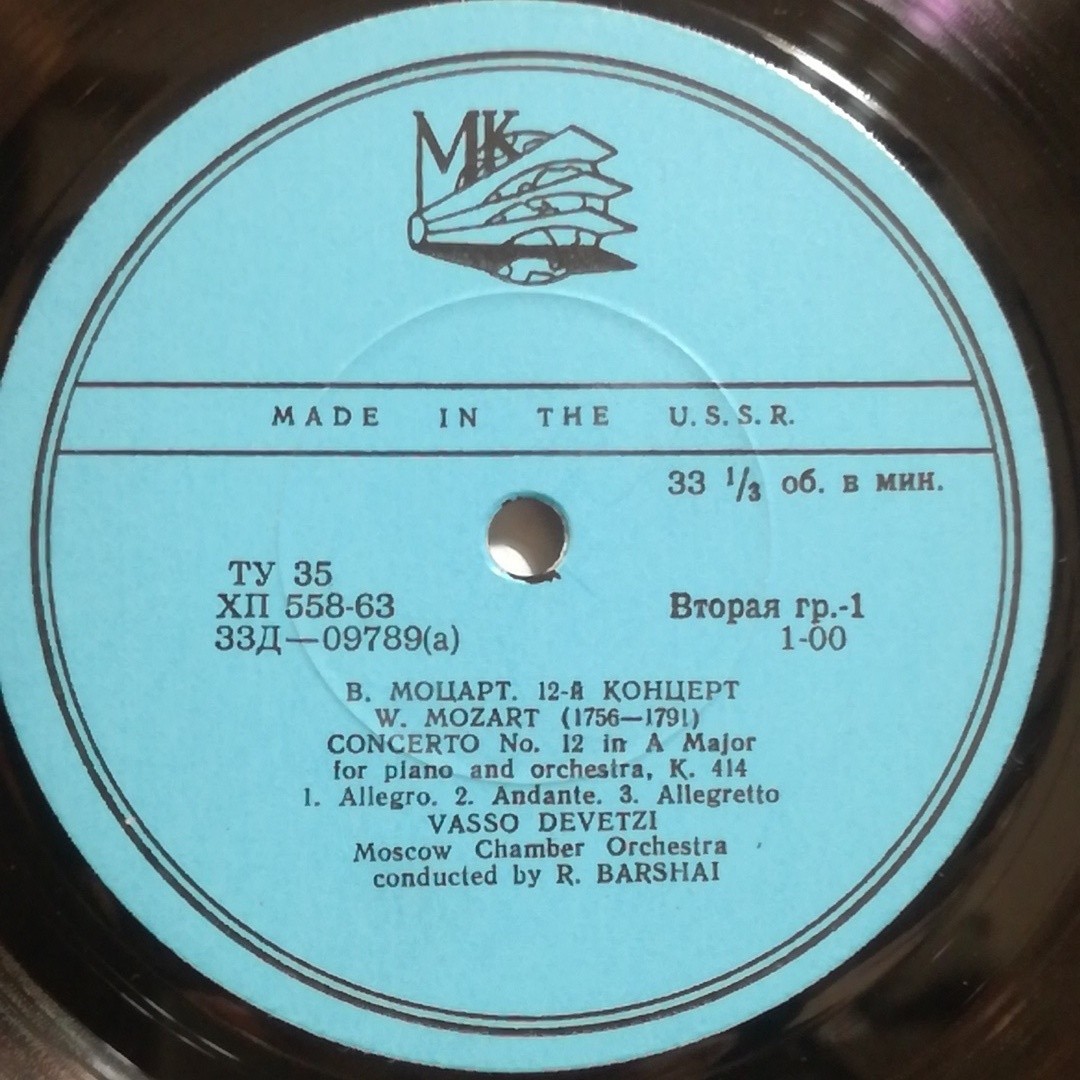 МК
MADE IN THE U.S.S.R.
33 1/3 об. в мин.
ТУ 35
ХП 558-63
33Д—09789(а)
Вторая гр.-1
1-00
В. МОЦАРТ. 12-й КОНЦЕРТ
W. MOZART (1756—1791)
CONCERTO No. 12 in A Major
for piano and orchestra, K. 414
1. Allegro. 2. Andante. 3. Allegretto
VASSO DEVETZI
Moscow Chamber Orchestra
conducted by R. BARSHAI